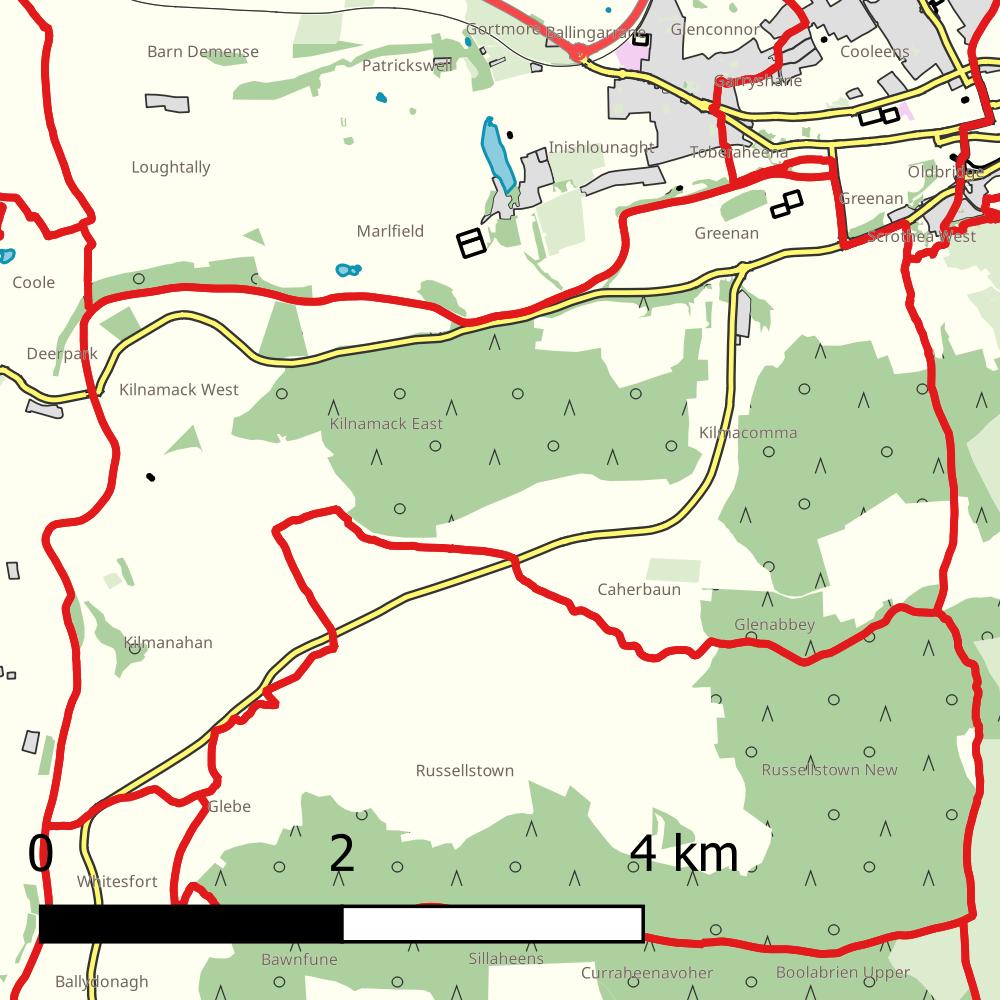 Gortmore
Ballingarrane
Glenconnor
Barn Demense
Patrickswell
Cooleens
Garryshane
Inishlounaght
Toberaheena
Loughtally
Oldbridge
Greenan
Marlfield
Greenan
Scrothea West
Coole
Deerpark
Kilnamack West
Kilnamack East
Kilmacomma
Caherbaun
Glenabbey
Kilmanahan
Russellstown
Russellstown New
Glebe
0 2 4 km
Whitesfort
Bawnfune
Sillaheens
Curraheenavoher
Boolabrien Upper
Ballydonagh